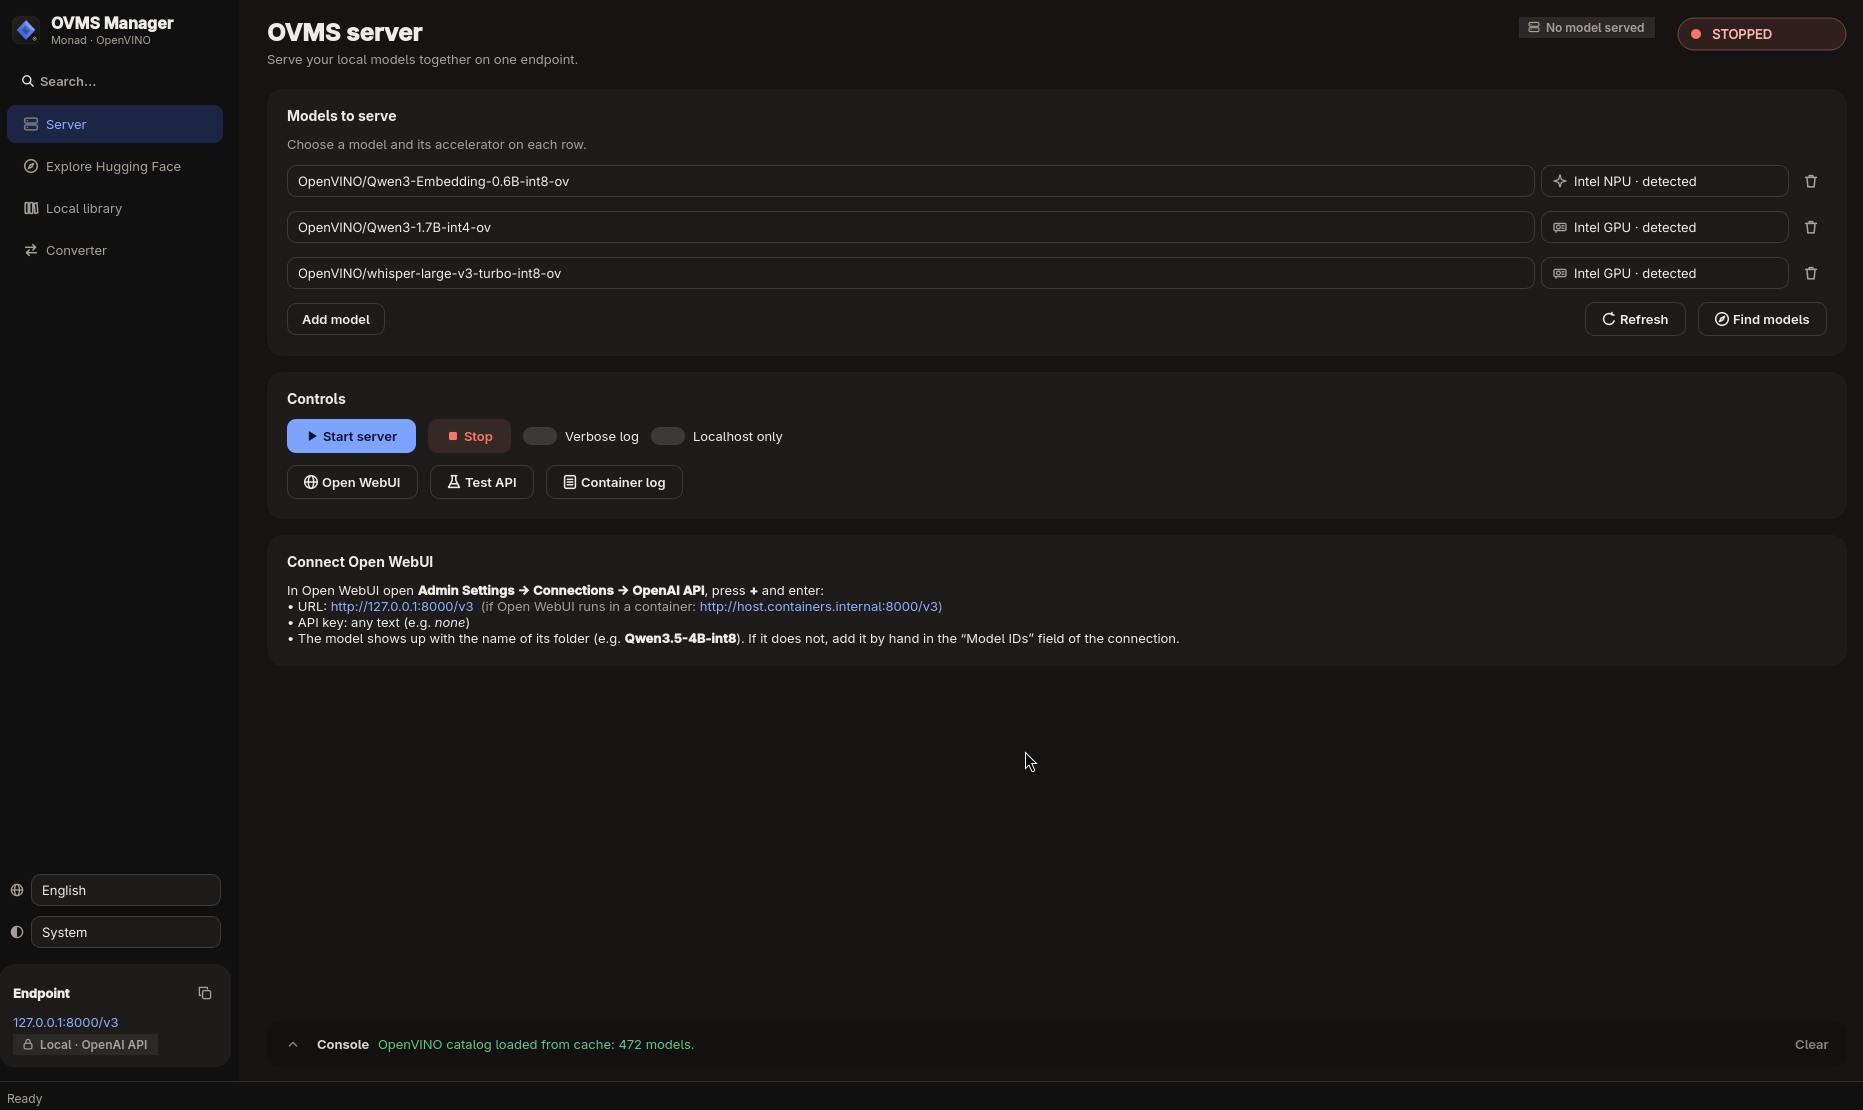 OVMS Manager
Monad · OpenVINO
Search...
Server
Explore Hugging Face
Local library
Converter
English
System
Endpoint
127.0.0.1:8000/v3
Local · OpenAI API
OVMS server
Serve your local models together on one endpoint.
No model served
STOPPED
Models to serve
Choose a model and its accelerator on each row.
OpenVINO/Qwen3-Embedding-0.6B-int8-ov
Intel NPU · detected
OpenVINO/Qwen3-1.7B-int4-ov
Intel GPU · detected
OpenVINO/whisper-large-v3-turbo-int8-ov
Intel GPU · detected
Add model
Refresh
Find models
Controls
Start server
Stop
Verbose log
Localhost only
Open WebUI
Test API
Container log
Connect Open WebUI
In Open WebUI open Admin Settings → Connections → OpenAI API, press + and enter:
• URL: http://127.0.0.1:8000/v3 (if Open WebUI runs in a container: http://host.containers.internal:8000/v3)
• API key: any text (e.g. none)
• The model shows up with the name of its folder (e.g. Qwen3.5-4B-int8). If it does not, add it by hand in the “Model IDs” field of the connection.
Console OpenVINO catalog loaded from cache: 472 models.
Clear
Ready